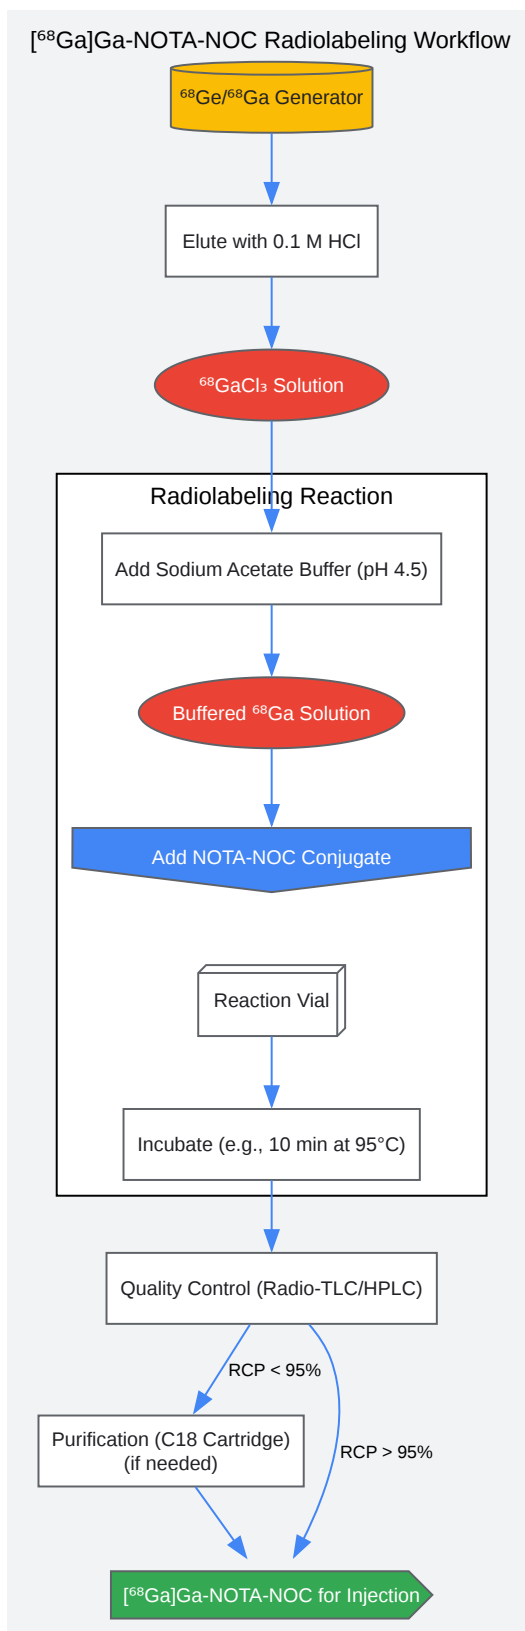 [⁶⁸Ga]Ga-NOTA-NOC Radiolabeling Workflow
⁶⁸Ge/⁶⁸Ga Generator
Elute with 0.1 M HCl
⁶⁸GaCl₃ Solution
Radiolabeling Reaction
Add Sodium Acetate Buffer (pH 4.5)
Buffered ⁶⁸Ga Solution
Add NOTA-NOC Conjugate
Reaction Vial
Incubate (e.g., 10 min at 95°C)
Quality Control (Radio-TLC/HPLC)
RCP < 95%
Purification (C18 Cartridge)
(if needed)
RCP > 95%
[⁶⁸Ga]Ga-NOTA-NOC for Injection